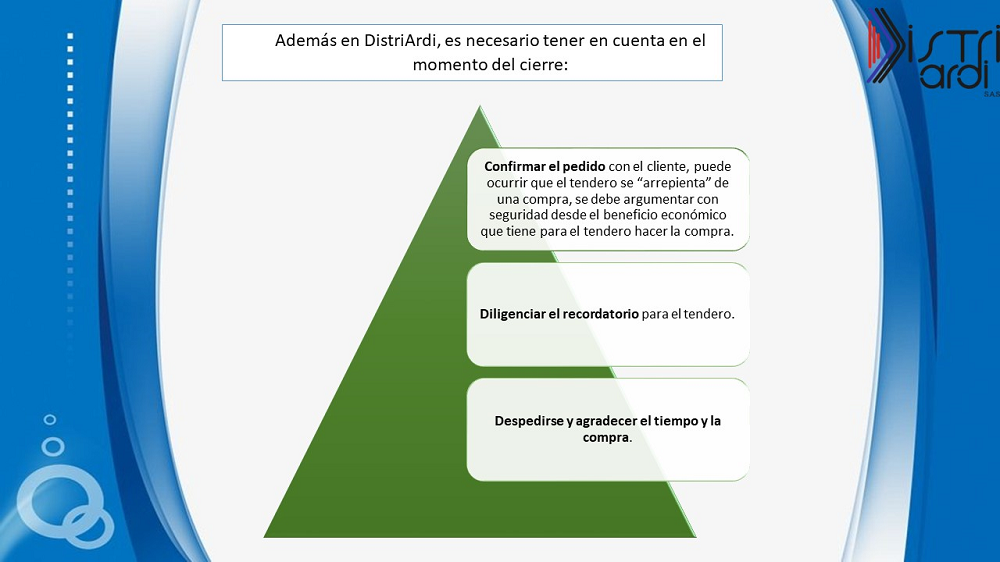 Además en DistriArdi, es necesario tener en cuenta en el
momento del cierre:
DistRi
ardi
SAS
Confirmar el pedido con el cliente, puede
ocurrir que el tendero se “arrepienta” de
una compra, se debe argumentar con
seguridad desde el beneficio económico
que tiene para el tendero hacer la compra.
Diligenciar el recordatorio para el tendero.
Despedirse y agradecer el tiempo y la
compra.